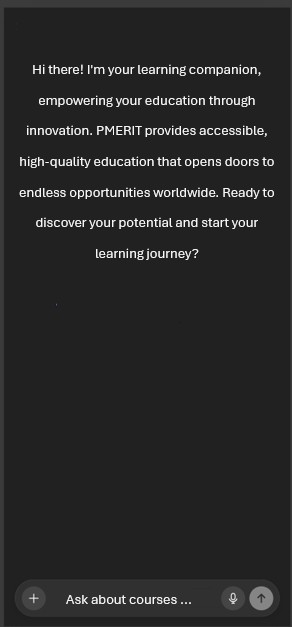 Hi there! I'm your learning companion,
empowering your education through
innovation. PMERIT provides accessible,
high-quality education that opens doors to
endless opportunities worldwide. Ready to
discover your potential and start your
learning journey?
Ask about courses ...